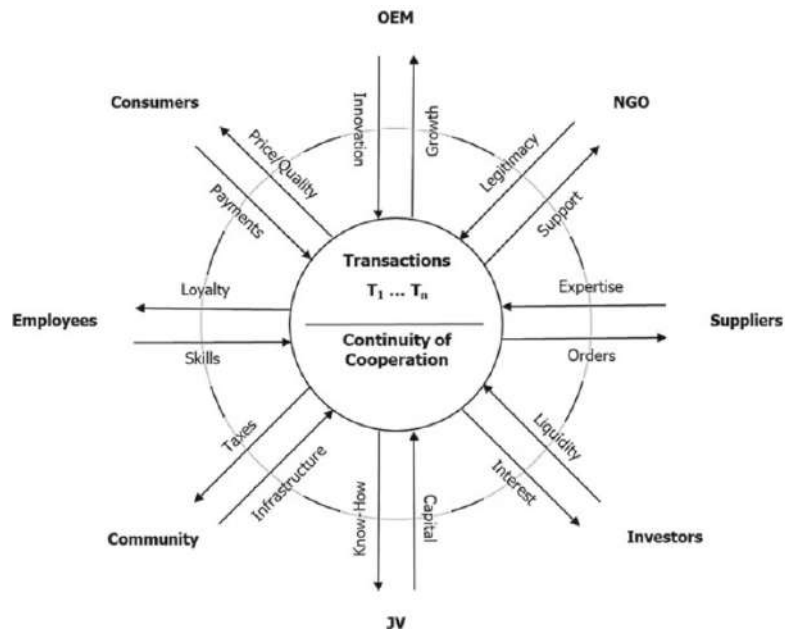 OEM
Consumers
NGO
Innovation
Growth
Price/Quality
Payments
Legitimacy
Support
Transactions
T1 ... Tn
Continuity of
Cooperation
Employees
Loyalty
Skills
Expertise
Orders
Suppliers
Taxes
Infrastructure
Liquidity
Interest
Community
Know-How
Capital
Investors
JV